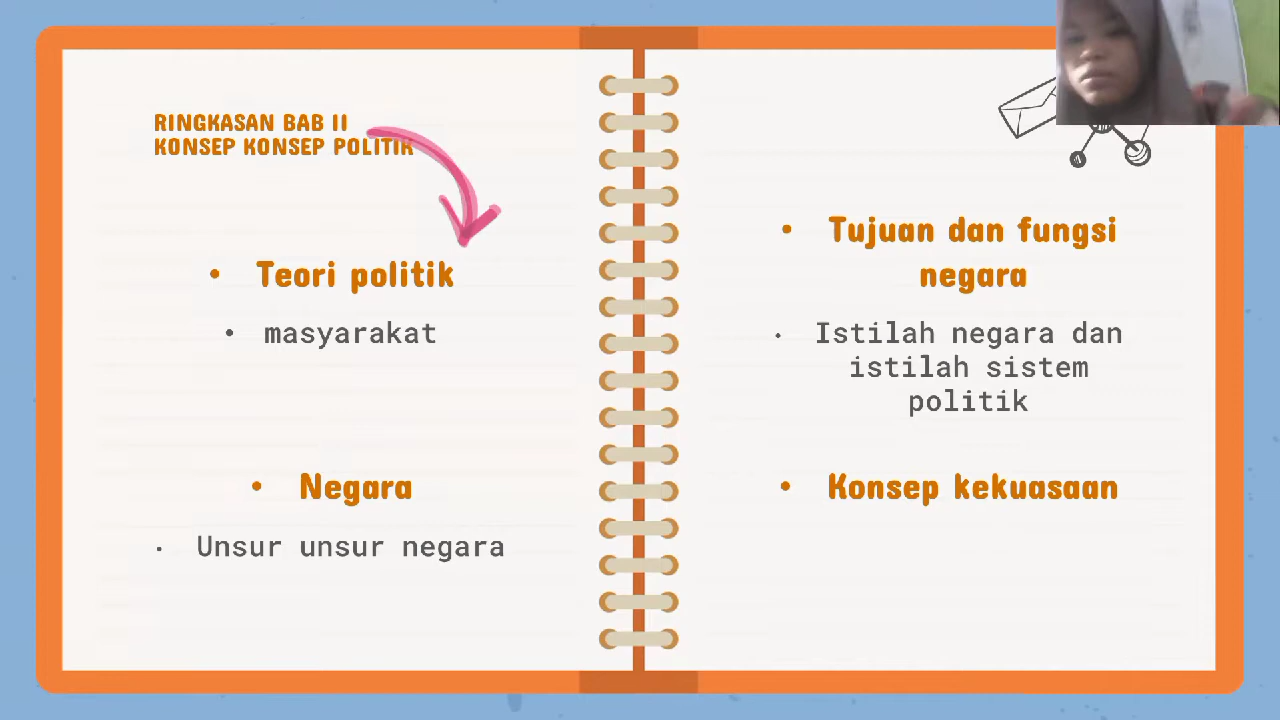 RINGKASAN BAB II
KONSEP KONSEP POLITIK
• Teori politik
• masyarakat
• Negara
• Unsur unsur negara
• Tujuan dan fungsi
negara
• Istilah negara dan
istilah sistem
politik
• Konsep kekuasaan